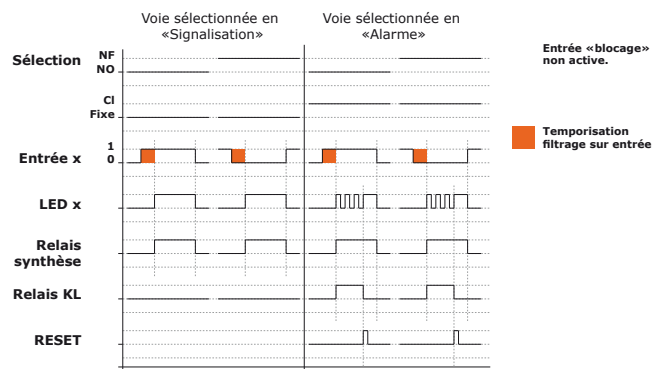 Voie sélectionnée en
«Signalisation»
Voie sélectionnée en
«Alarme»
Sélection
NF
NO
Cl
Fixe
Entrée «blocage»
non active.
Entrée x
1
0
Temporisation
filtrage sur entrée
LED x
Relais
synthèse
Relais KL
RESET